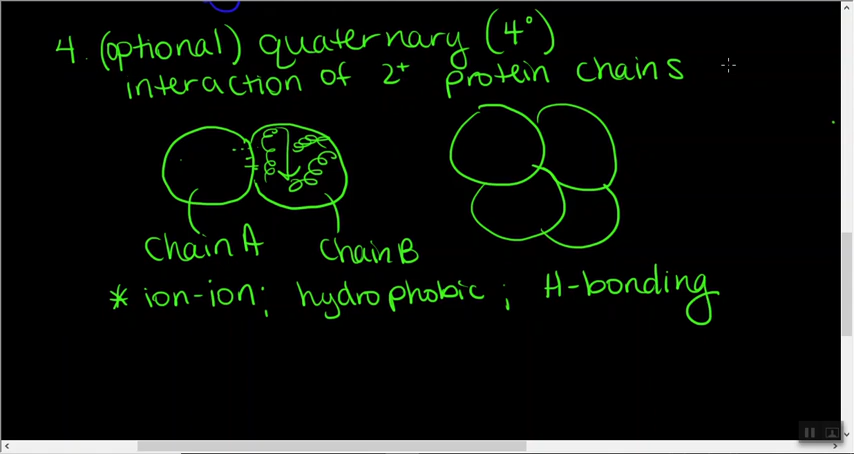 4. (optional) quaternary (4°)
interaction of 2+ protein chains
Chain A
Chain B
* ion-ion; hydrophobic; H-bonding